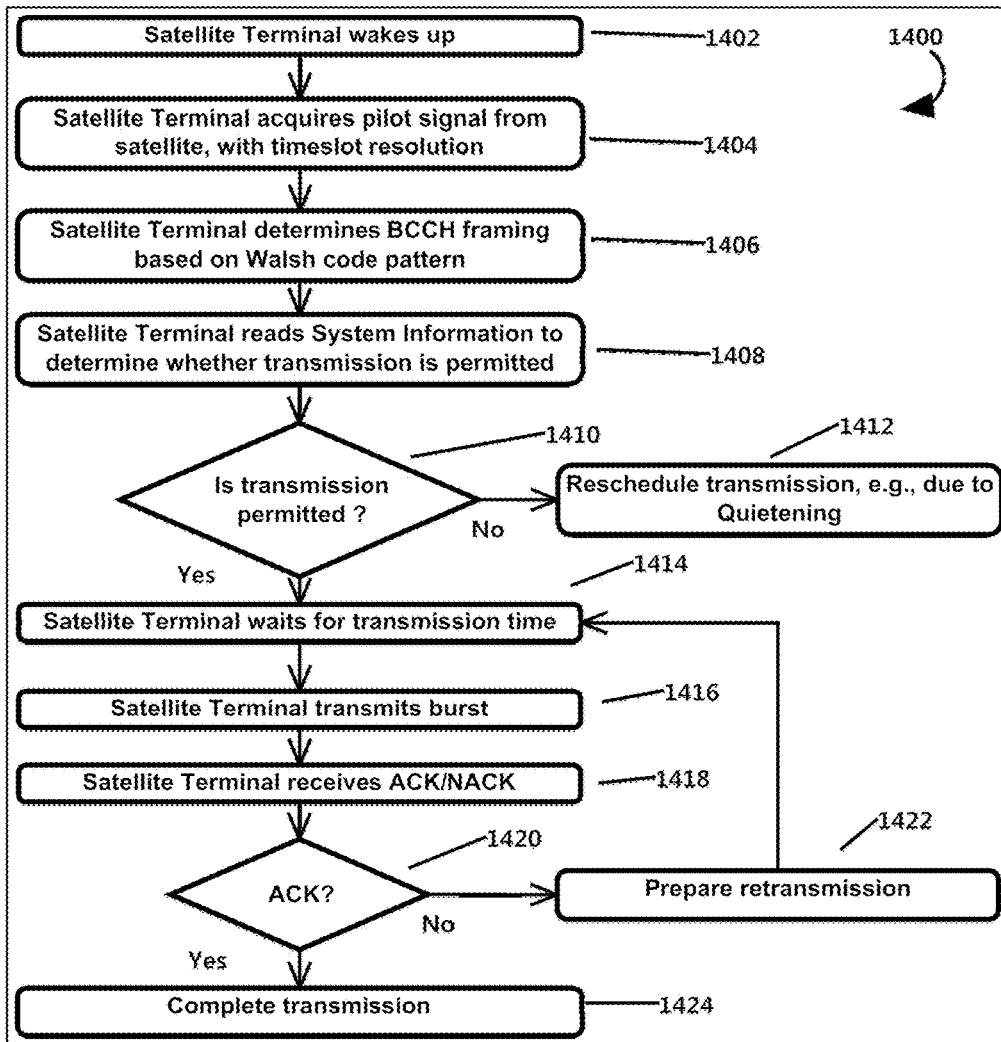 Satellite Terminal wakes up
1402
1400
Satellite Terminal acquires pilot signal from
satellite, with timeslot resolution
1404
Satellite Terminal determines BCCH framing
based on Walsh code pattern
1406
Satellite Terminal reads System Information to
determine whether transmission is permitted
1408
1410
1412
Is transmission
permitted ?
No
Reschedule transmission, e.g., due to
Quietening
Yes
1414
Satellite Terminal waits for transmission time
Satellite Terminal transmits burst
1416
Satellite Terminal receives ACK/NACK
1418
1420
1422
ACK?
No
Prepare retransmission
Yes
Complete transmission
1424